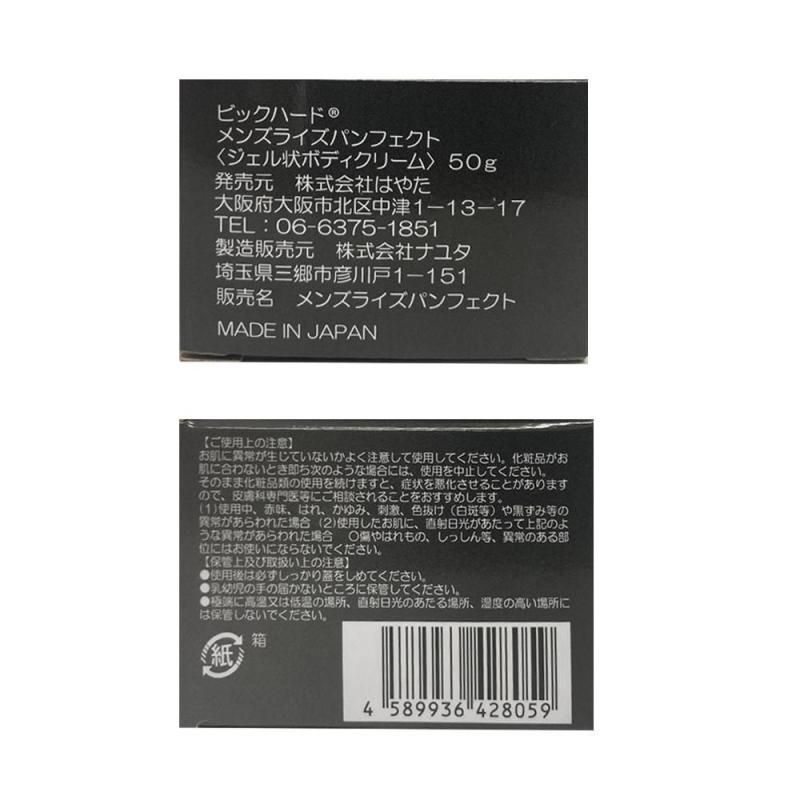 ビックハード®
メンズライズパンフェクト
〈ジェル状ボディクリーム〉50g
発売元　株式会社はやた
大阪府大阪市北区中津1-13-17
TEL：06-6375-1851
製造販売元　株式会社ナユタ
埼玉県三郷市彦川戸1-151
販売名　メンズライズパンフェクト
MADE IN JAPAN
【ご使用上の注意】
お肌に異常が生じていないかよく注意して使用してください。化粧品がお
肌に合わないとき即ち次のような場合には、使用を中止してください。
そのまま化粧品類の使用を続けますと、症状を悪化させることがあります
ので、皮膚科専門医等にご相談されることをおすすめします。
(1)使用中、赤味、はれ、かゆみ、刺激、色抜け（白斑等）や黒ずみ等の
異常があらわれた場合 (2)使用したお肌に、直射日光があたって上記のよ
うな異常があらわれた場合　○傷やはれもの、しっしん等、異常のある部
位にはお使いにならないでください。
【保管上及び取扱い上の注意】
●使用後は必ずしっかり蓋をしめてください。
●乳幼児の手の届かないところに保管してください。
●極端に高温又は低温の場所、直射日光のあたる場所、湿度の高い場所に
は保管しないでください。
紙 箱
4 589936 428059